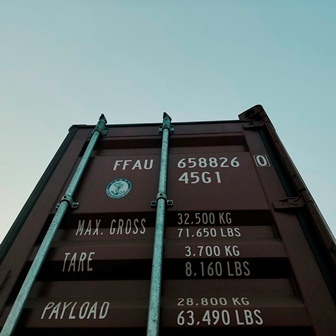 FFAU 658826 0
45G1
MAX. GROSS 32.500 KG
71.650 LBS
TARE 3.700 KG
8,160 LBS
PAYLOAD 28.800 KG
63,490 LBS